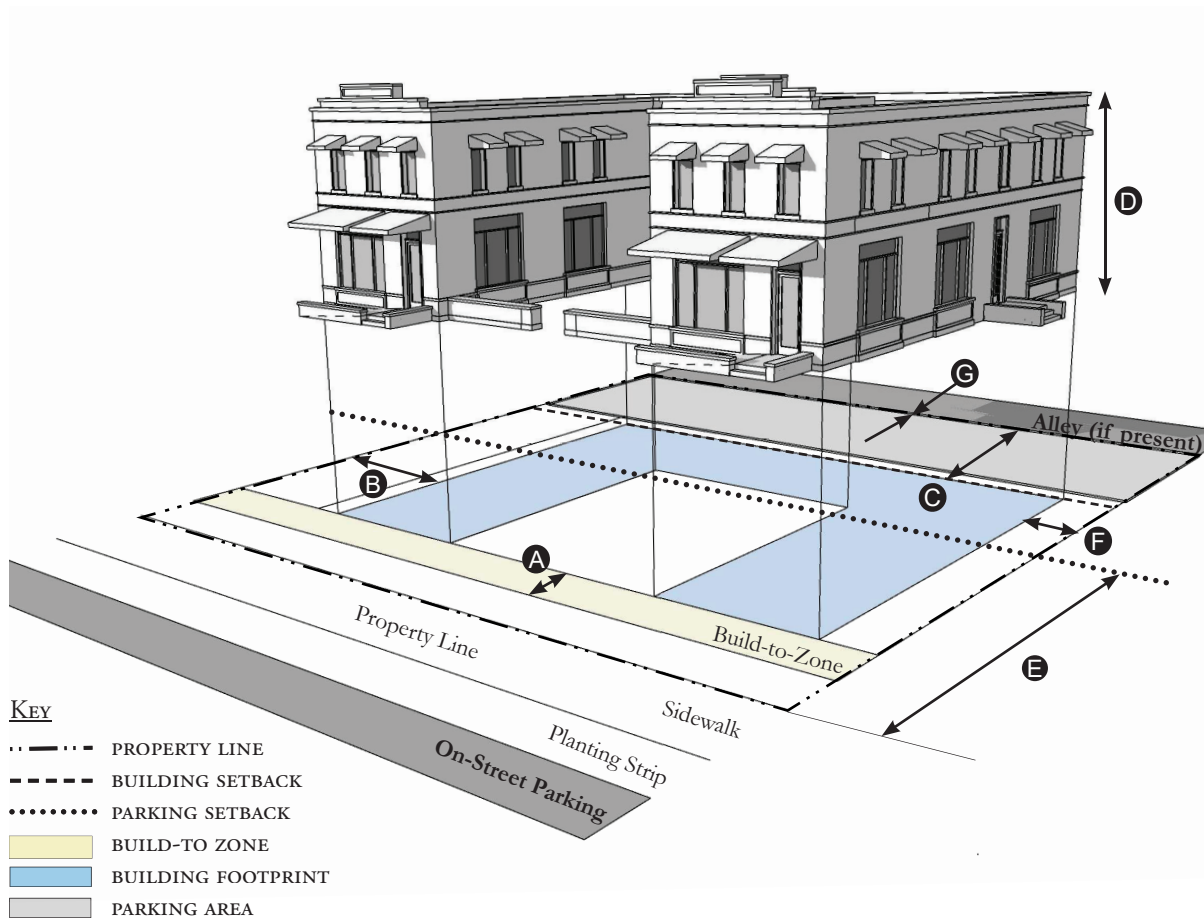 D
G
Alley (if present)
B
C
F
A
Property Line
Build-to-Zone
E
Sidewalk
Planting Strip
On-Street Parking
Key
property line
building setback
parking setback
build-to zone
building footprint
parking area